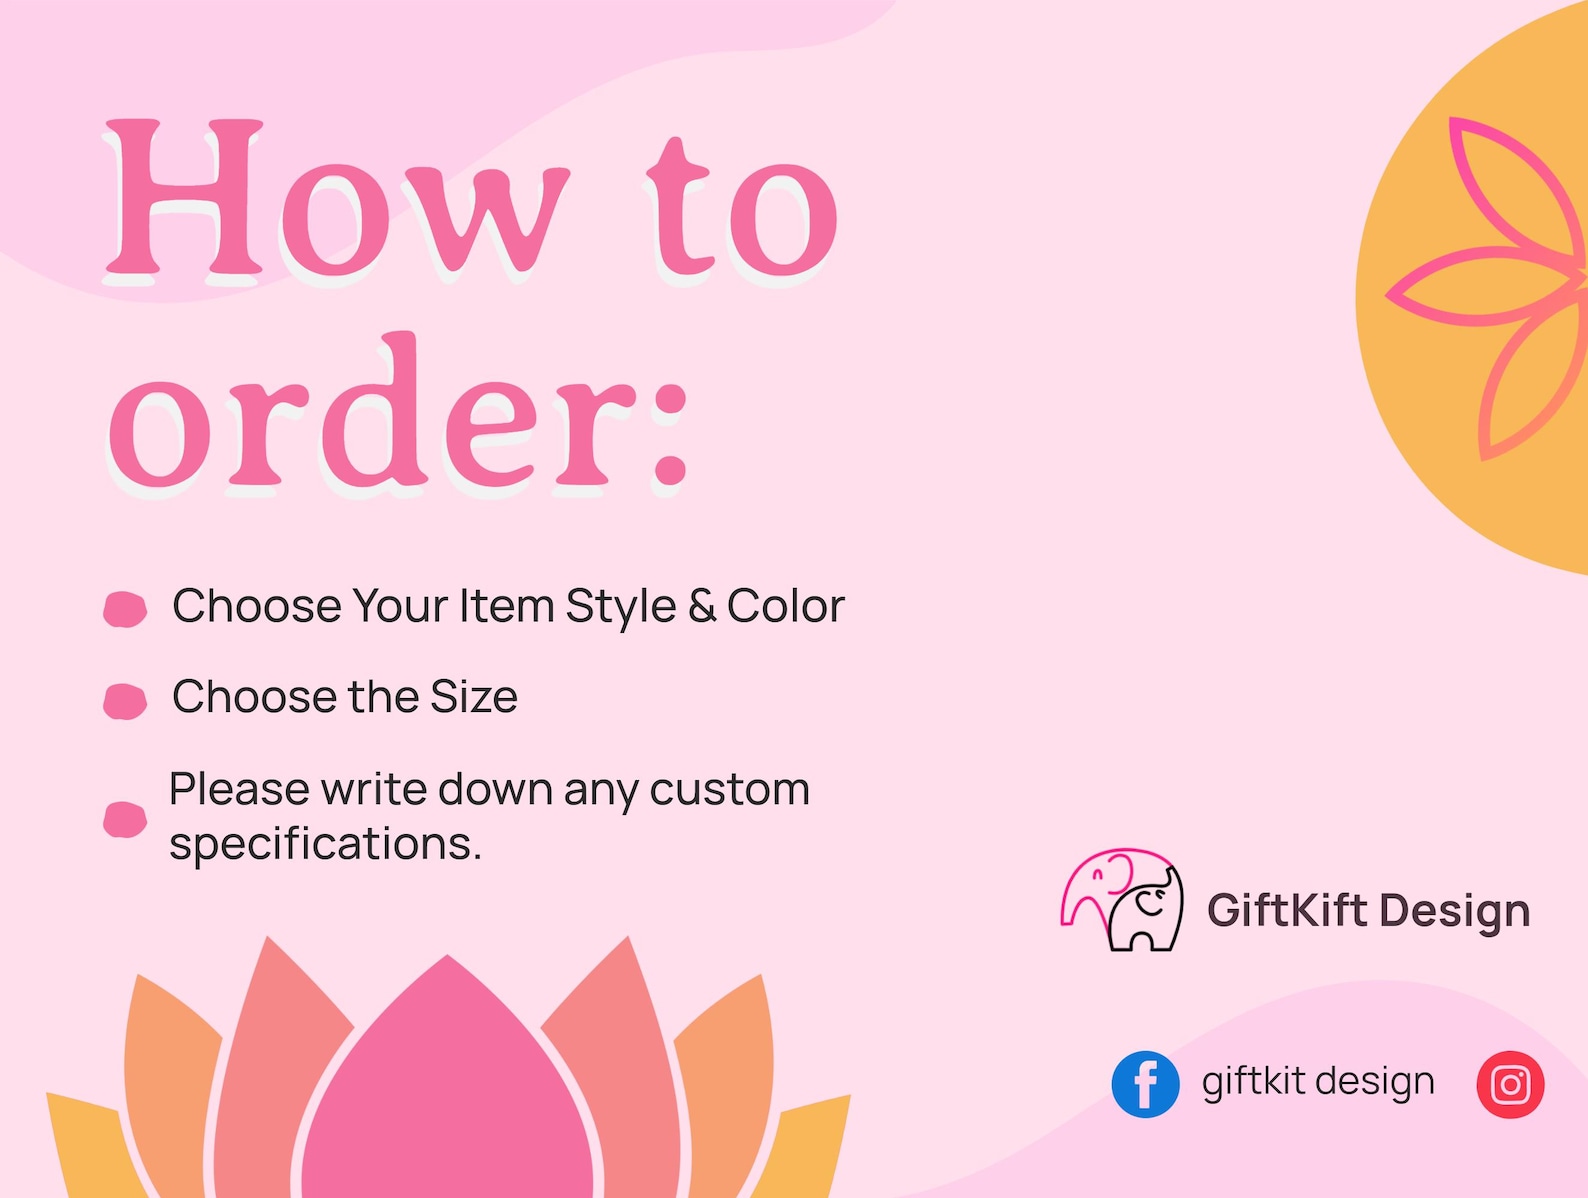 How to
order:
Choose Your Item Style & Color
Choose the Size
Please write down any custom
specifications.
GiftKift Design
giftkit design